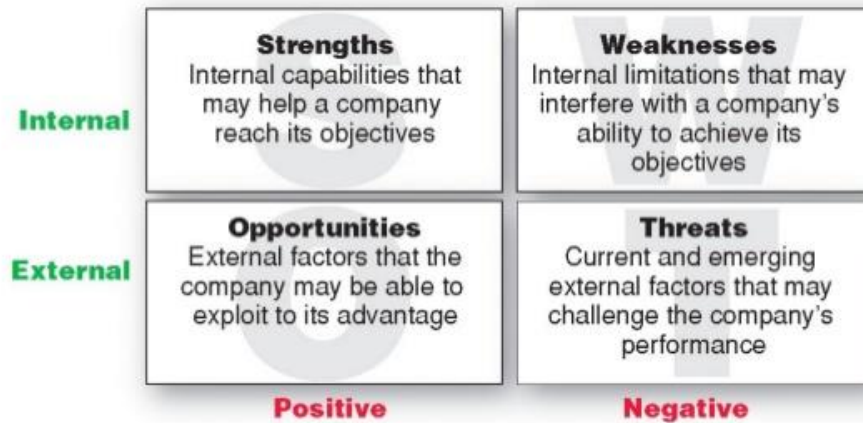 Strengths
Internal capabilities that
may help a company
reach its objectives
Weaknesses
Internal limitations that may
interfere with a company's
ability to achieve its
objectives
Internal
Opportunities
External factors that the
company may be able to
exploit to its advantage
Threats
Current and emerging
external factors that may
challenge the company's
performance
External
Positive
Negative
S
W
O
T